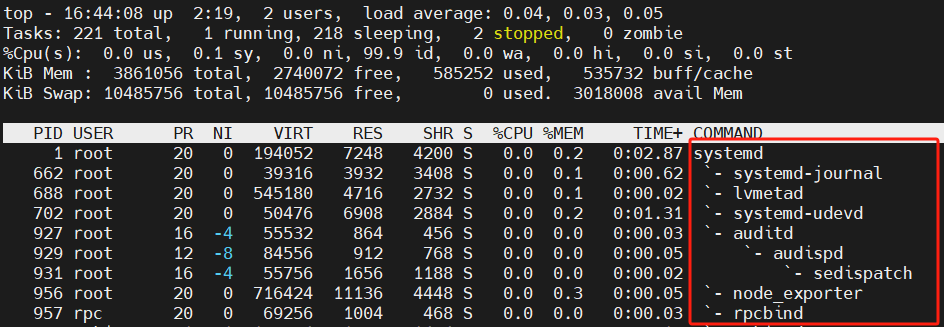 top - 16:44:08 up  2:19,  2 users,  load average: 0.04, 0.03, 0.05
Tasks: 221 total,   1 running, 218 sleeping,   2 stopped,   0 zombie
%Cpu(s):  0.0 us,  0.1 sy,  0.0 ni, 99.9 id,  0.0 wa,  0.0 hi,  0.0 si,  0.0 st
KiB Mem :  3861056 total,  2740072 free,   585252 used,   535732 buff/cache
KiB Swap: 10485756 total, 10485756 free,        0 used.  3018008 avail Mem
PID USER      PR  NI    VIRT    RES    SHR S  %CPU %MEM     TIME+ COMMAND
1 root      20   0  194052   7248   4200 S   0.0  0.2   0:02.87 systemd
662 root      20   0   39316   3932   3408 S   0.0  0.1   0:00.62  `- systemd-journal
688 root      20   0  545180   4716   2732 S   0.0  0.1   0:00.02  `- lvmetad
702 root      20   0   50476   6908   2884 S   0.0  0.2   0:01.31  `- systemd-udevd
927 root      16  -4   55532    864    456 S   0.0  0.0   0:00.03  `- auditd
929 root      12  -8   84556    912    768 S   0.0  0.0   0:00.05      `- audispd
931 root      16  -4   55756   1656   1188 S   0.0  0.0   0:00.02          `- sedispatch
956 root      20   0  716424  11136   4448 S   0.0  0.3   0:00.05  `- node_exporter
957 rpc       20   0   69256   1004    468 S   0.0  0.0   0:00.03  `- rpcbind